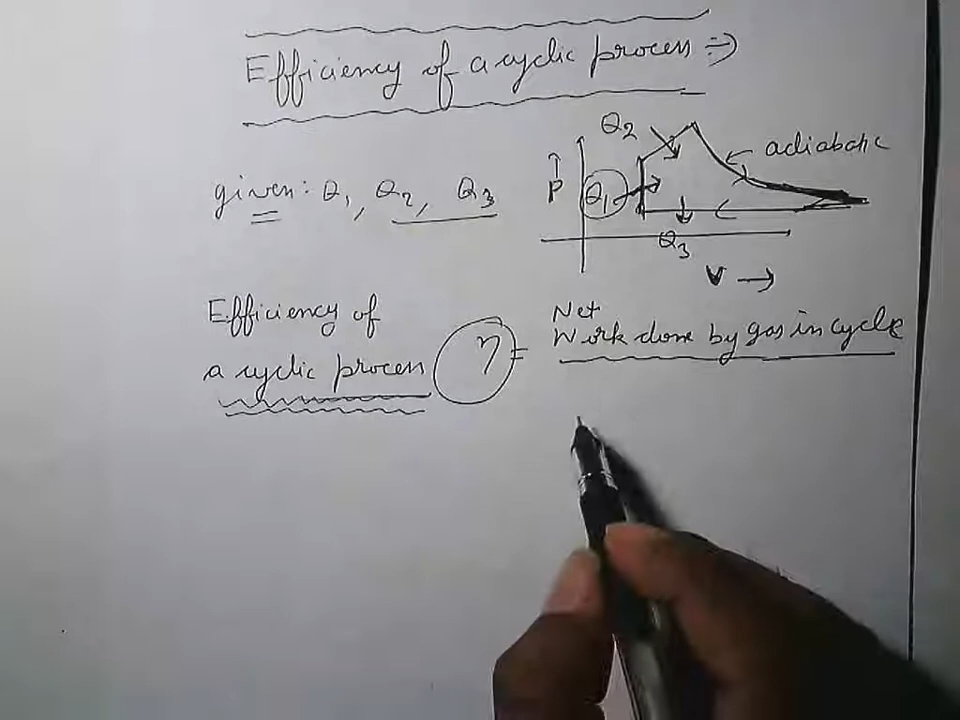 Efficiency of a cyclic process ⇒
given: Q1, Q2, Q3
Q2
adiabatic
P
Q1
Q3
V
Efficiency of
a cyclic process η =
Net
Work done by gas in cycle